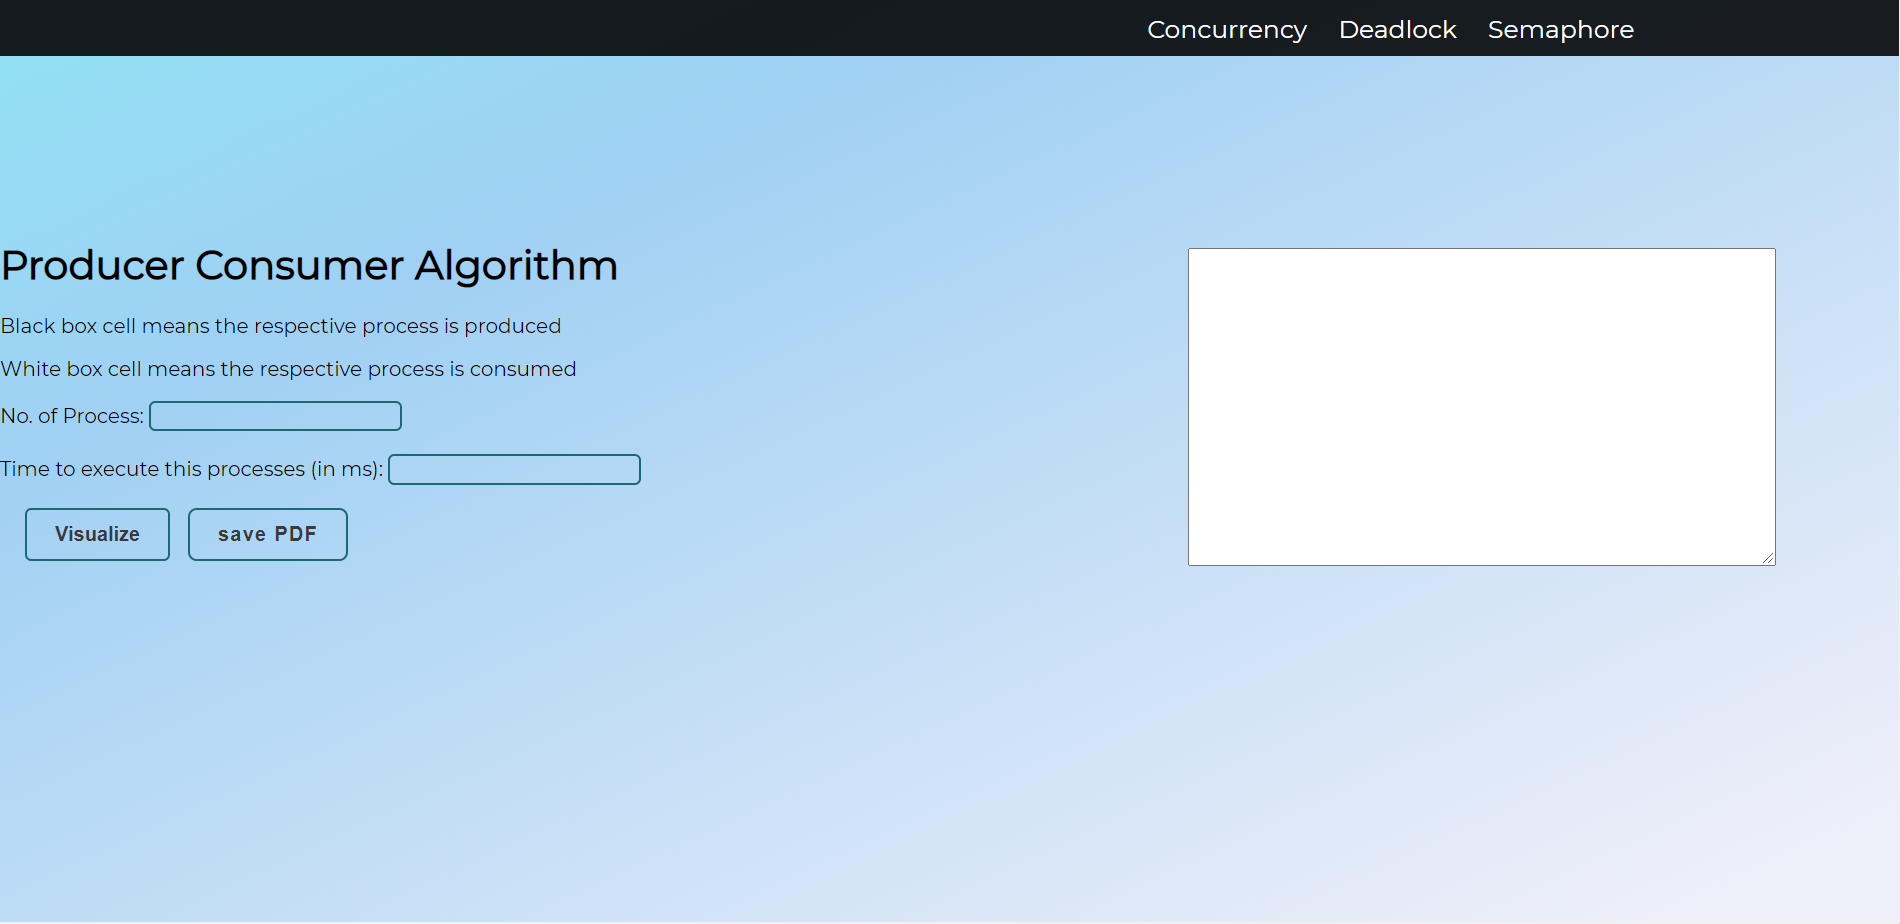 Concurrency Deadlock Semaphore
Producer Consumer Algorithm
Black box cell means the respective process is produced
White box cell means the respective process is consumed
No. of Process:
Time to execute this processes (in ms):
Visualize save PDF